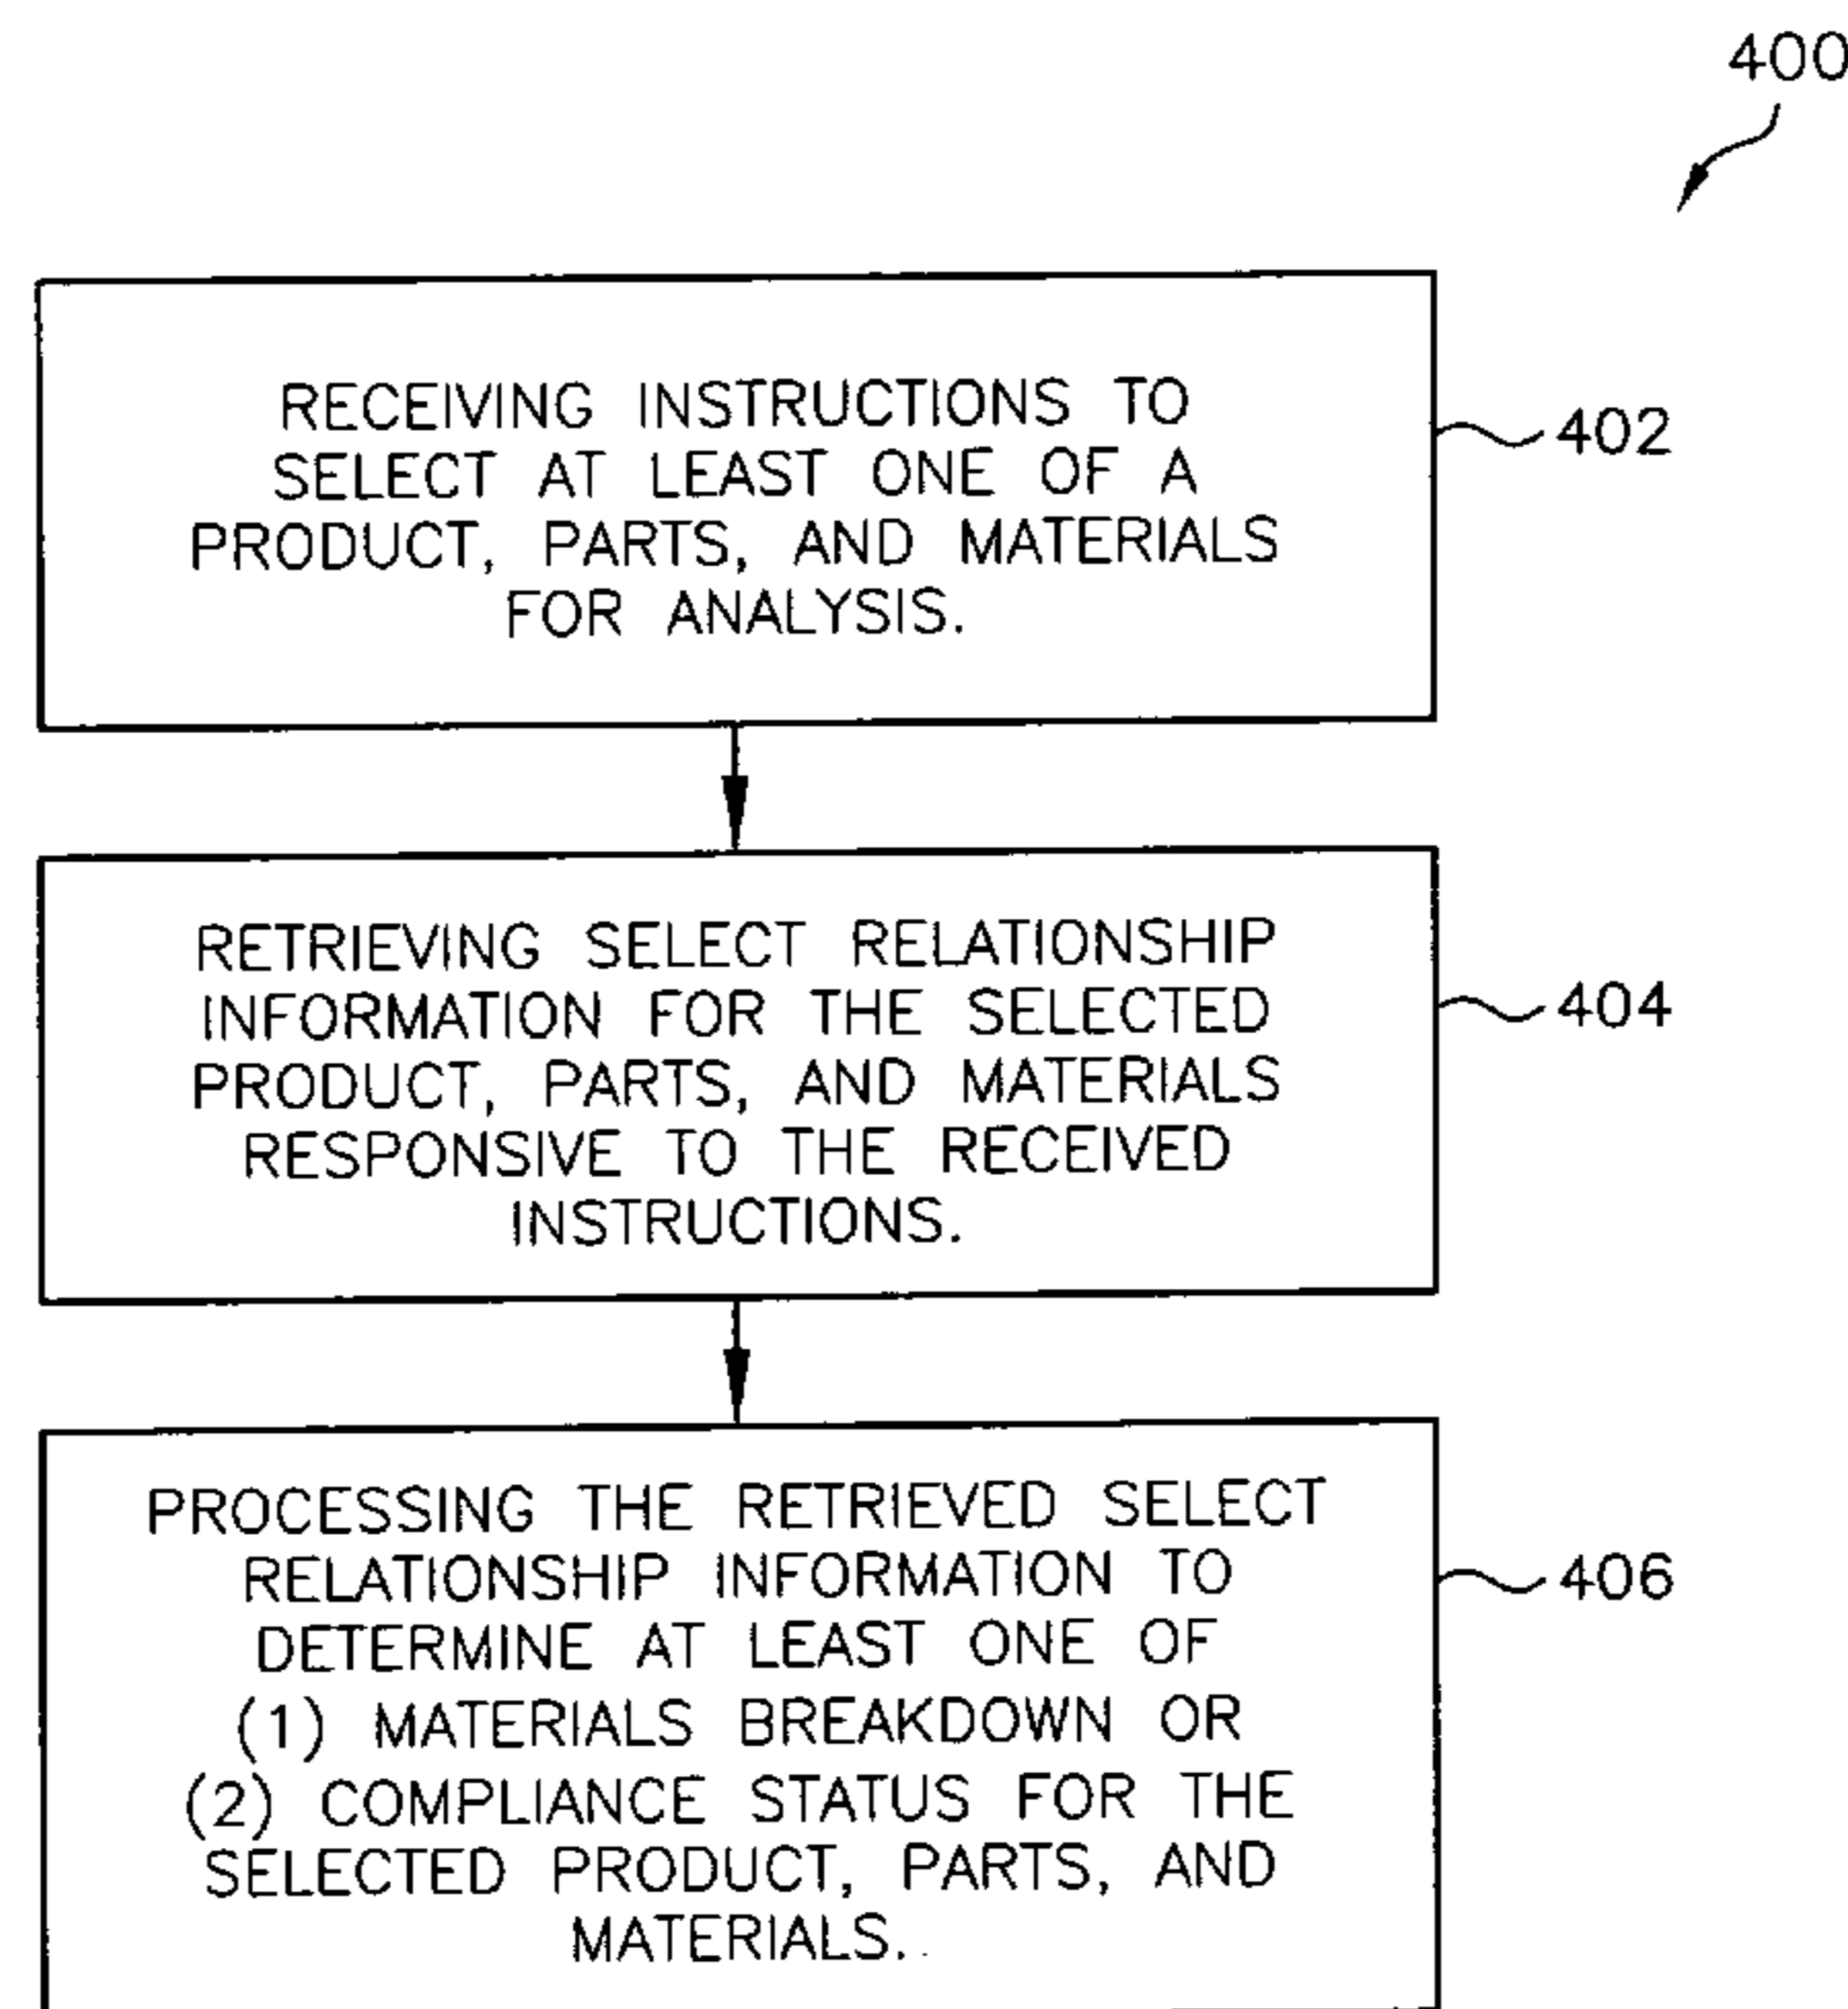 400
RECEIVING INSTRUCTIONS TO
SELECT AT LEAST ONE OF A
PRODUCT, PARTS, AND MATERIALS
FOR ANALYSIS.
402
RETRIEVING SELECT RELATIONSHIP
INFORMATION FOR THE SELECTED
PRODUCT, PARTS, AND MATERIALS
RESPONSIVE TO THE RECEIVED
INSTRUCTIONS.
404
PROCESSING THE RETRIEVED SELECT
RELATIONSHIP INFORMATION TO
DETERMINE AT LEAST ONE OF
(1) MATERIALS BREAKDOWN OR
(2) COMPLIANCE STATUS FOR THE
SELECTED PRODUCT, PARTS, AND
MATERIALS.
406